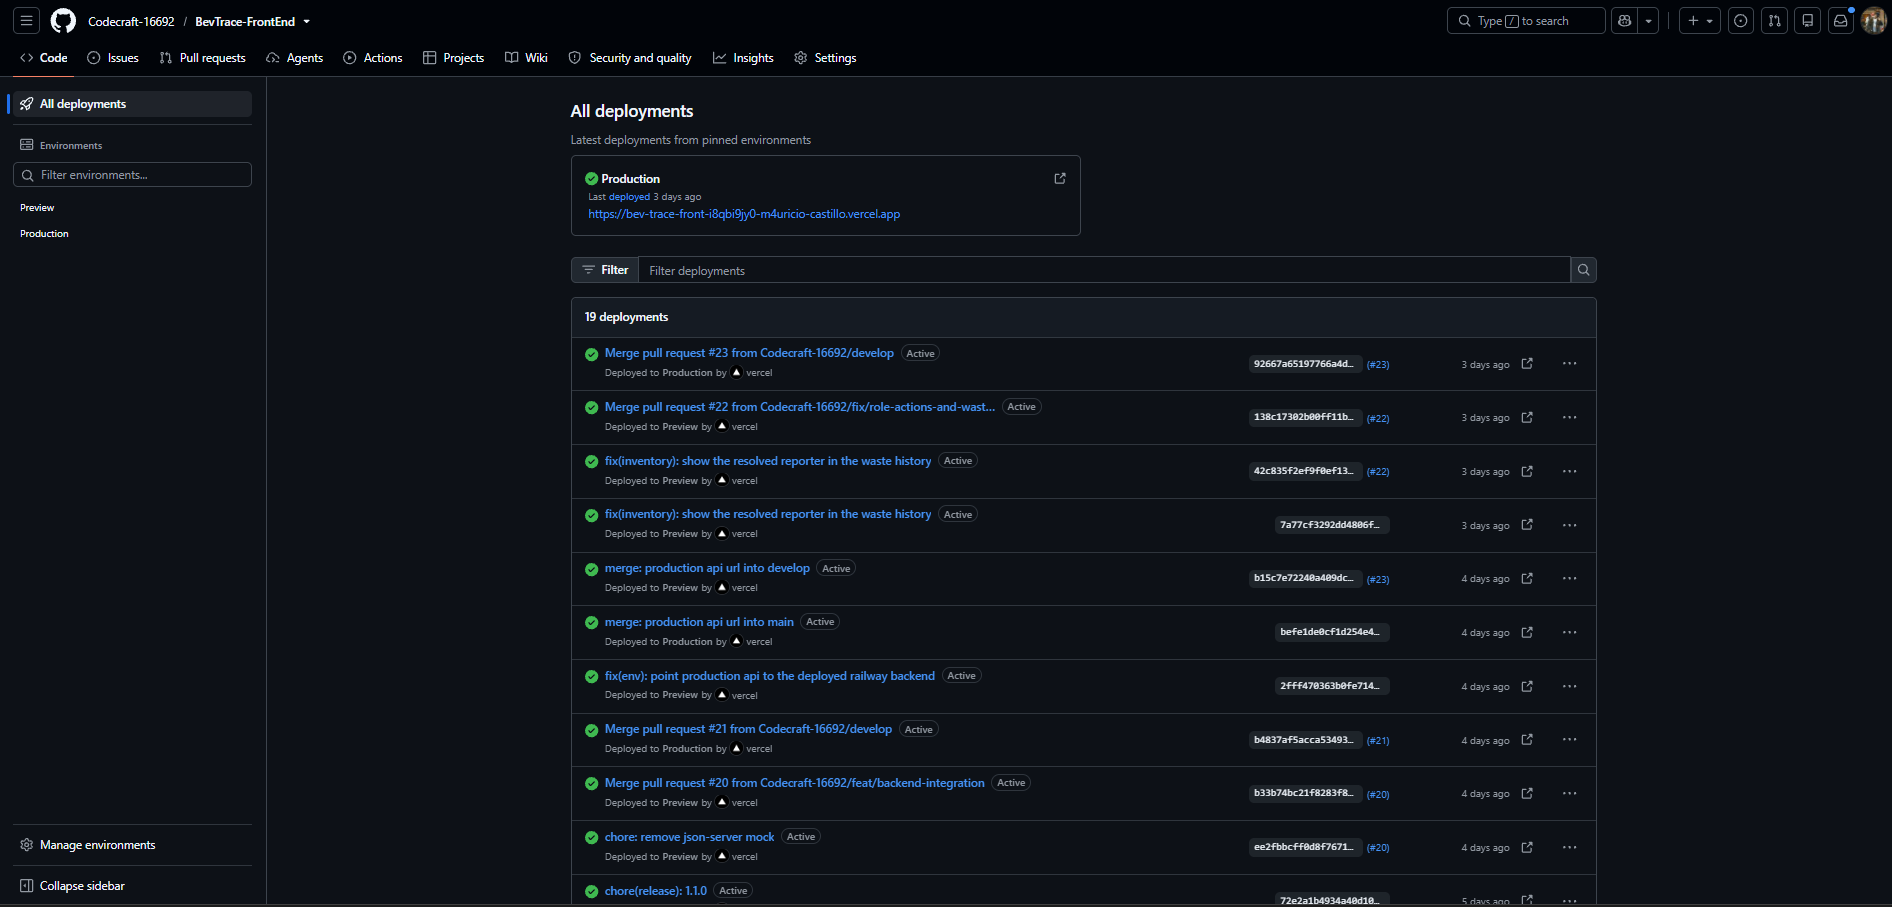 Codecraft-16692 / BevTrace-FrontEnd
Type / to search
Code
Issues
Pull requests
Agents
Actions
Projects
Wiki
Security and quality
Insights
Settings
All deployments
Environments
Filter environments...
Preview
Production
Manage environments
Collapse sidebar
All deployments
Latest deployments from pinned environments
Production
Last deployed 3 days ago
https://bev-trace-front-i8qbi9jy0-m4uricio-castillo.vercel.app
Filter
Filter deployments
19 deployments
Merge pull request #23 from Codecraft-16692/develop Active
92667a65197766a4d... (#23) 3 days ago
Deployed to Production by vercel
Merge pull request #22 from Codecraft-16692/fix/role-actions-and-wast... Active
138c17302b00ff11b... (#22) 3 days ago
Deployed to Preview by vercel
fix(inventory): show the resolved reporter in the waste history Active
42c835f2ef9f0ef13... (#22) 3 days ago
Deployed to Preview by vercel
fix(inventory): show the resolved reporter in the waste history Active
7a77cf3292dd4806f... 3 days ago
Deployed to Preview by vercel
merge: production api url into develop Active
b15c7e72240a409dc... (#23) 4 days ago
Deployed to Preview by vercel
merge: production api url into main Active
befe1de0cf1d254e4... 4 days ago
Deployed to Production by vercel
fix(env): point production api to the deployed railway backend Active
2fff470363b0fe714... 4 days ago
Deployed to Preview by vercel
Merge pull request #21 from Codecraft-16692/develop Active
b4837af5acca53493... (#21) 4 days ago
Deployed to Production by vercel
Merge pull request #20 from Codecraft-16692/feat/backend-integration Active
b33b74bc21f8283f8... (#20) 4 days ago
Deployed to Preview by vercel
chore: remove json-server mock Active
ee2fbbcff0d8f7671... (#20) 4 days ago
Deployed to Preview by vercel
chore(release): 1.1.0 Active
72e2a1b4934a40d10... 5 days ago